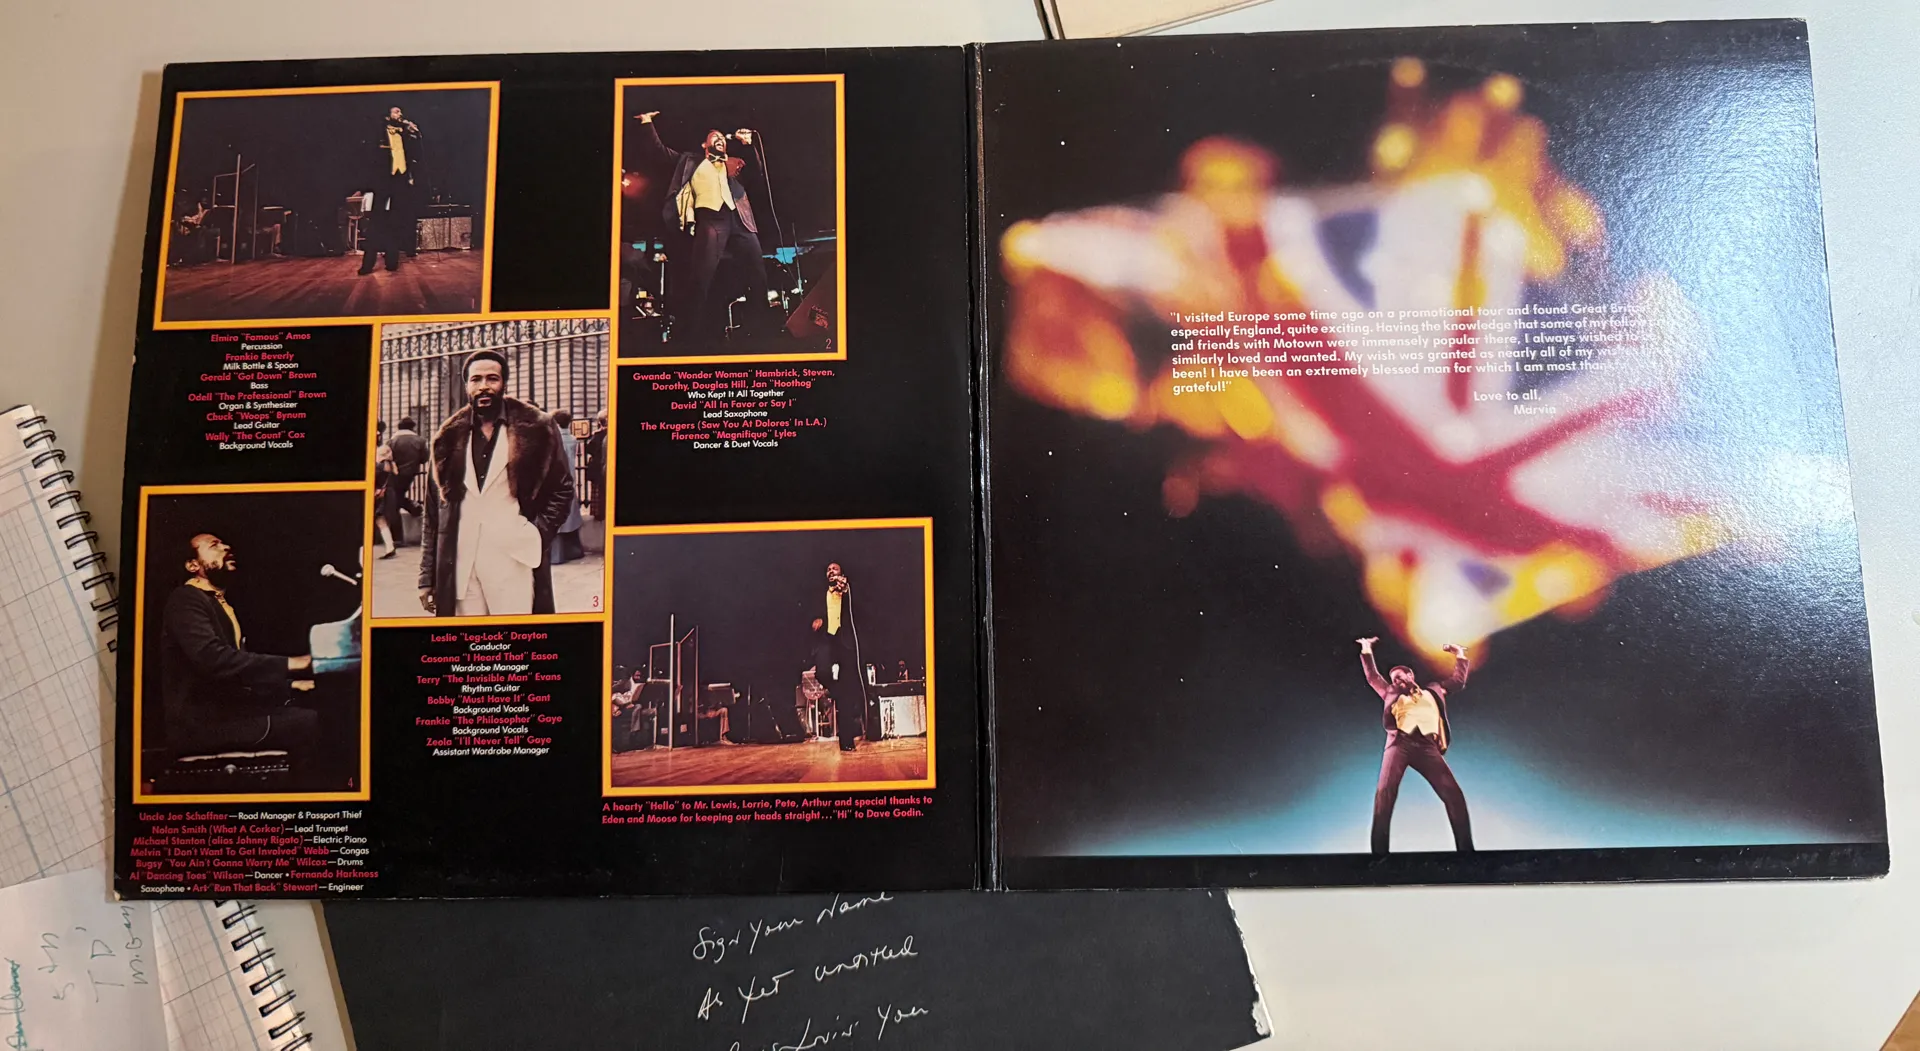 1
Elmira "Famous" Amos
Percussion
Frankie Beverly
Milk Bottle & Spoon
Gerald "Get Down" Brown
Bass
Odell "The Professional" Brown
Organ & Synthesizer
Chuck "Woops" Bynum
Lead Guitar
Wally "The Count" Cox
Background Vocals
2
Gwanda "Wonder Woman" Hambrick, Steven,
Dorothy, Douglas Hill, Jan "Hoothog"
Who Kept It All Together
David "All In Favor or Say I"
Lead Saxophone
The Krugers (Saw You At Dolores' In L.A.)
Florence "Magnifique" Lyles
Dancer & Duet Vocals
3
Leslie "Leg-Lock" Drayton
Conductor
Casonna "I Heard That" Eason
Wardrobe Manager
Terry "The Invisible Man" Evans
Rhythm Guitar
Bobby "Must Have It" Gant
Background Vocals
Frankie "The Philosopher" Gaye
Background Vocals
Zeola "I'll Never Tell" Gaye
Assistant Wardrobe Manager
4
Uncle Joe Schaffner—Road Manager & Passport Thief
Nolan Smith (What A Corker)—Lead Trumpet
Michael Stanton (alias Johnny Rigato)—Electric Piano
Melvin "I Don't Want To Get Involved" Webb—Congas
Bugsy "You Ain't Gonna Worry Me" Wilcox—Drums
Al "Dancing Toes" Wilson—Dancer • Fernando Harkness
Saxophone • Art "Run That Back" Stewart—Engineer
A hearty "Hello" to Mr. Lewis, Lorrie, Pete, Arthur and special thanks to
Eden and Moose for keeping our heads straight..."Hi" to Dave Godin.
"I visited Europe some time ago on a promotional tour and found Great
especially England, quite exciting. Having the knowledge that some of my
and friends with Motown were immensely popular there, I always wished
similarly loved and wanted. My wish was granted as nearly all of my
been! I have been an extremely blessed man for which I am most
grateful!"
Love to all,
Marvin
Sign Your Name
As Yet untitled
Lovin' You